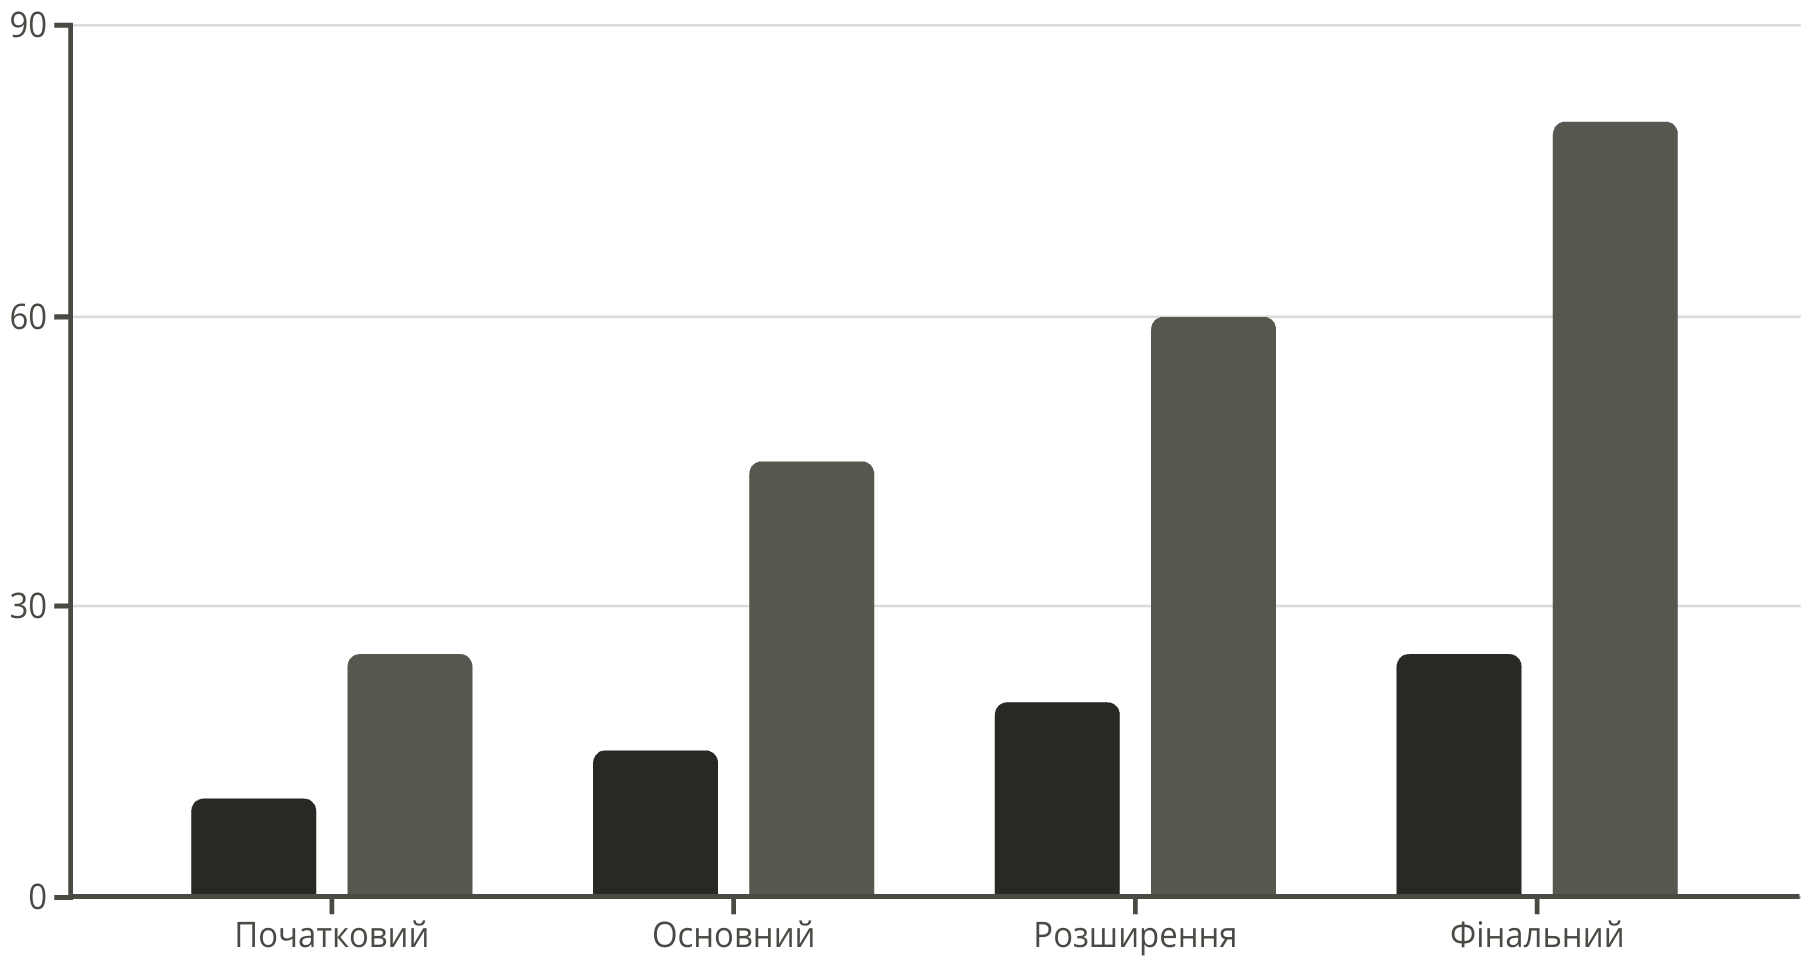 90
60
30
0
Початковий
Основний
Розширення
Фінальний